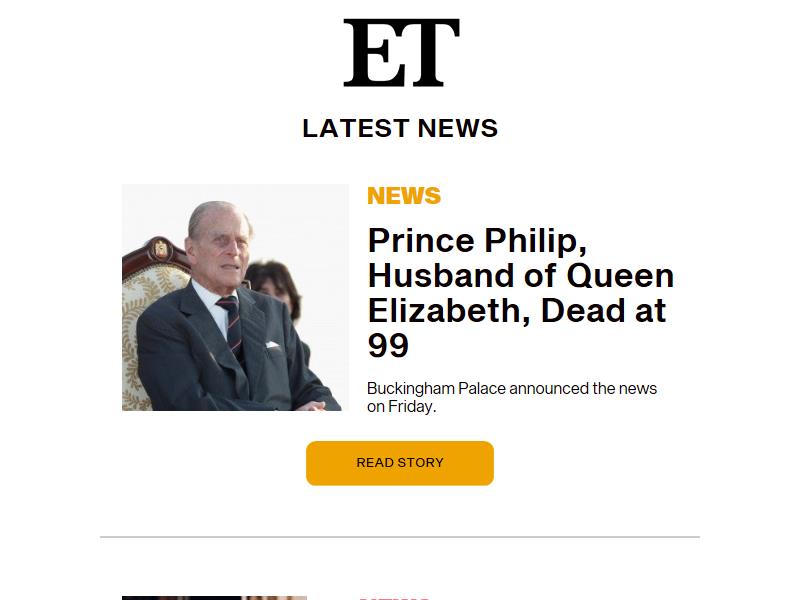 ET
LATEST NEWS
NEWS
Prince Philip,
Husband of Queen
Elizabeth, Dead at
99
Buckingham Palace announced the news
on Friday.
READ STORY